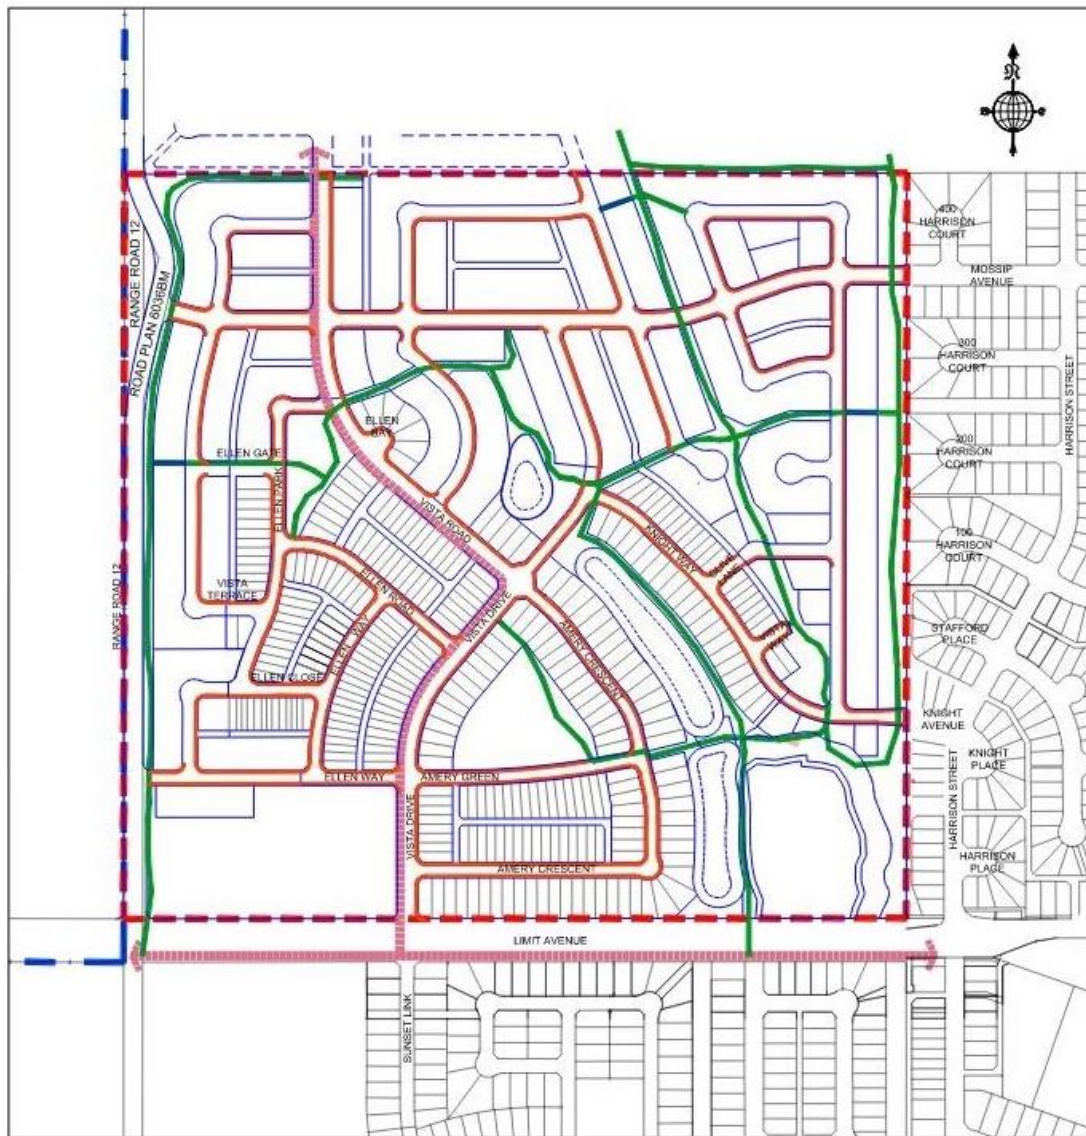 N
400
HARRISON
COURT
RANGE ROAD 12
ROAD PLAN 6036BM
MOSSIP
AVENUE
300
HARRISON
COURT
HARRISON STREET
ELLEN
BAY
200
HARRISON
COURT
ELLEN GATE
ELLEN PARK
VISTA ROAD
KNIGHT WAY
100
HARRISON
COURT
VISTA
TERRACE
RANGE ROAD 12
ELLEN ROAD
VISTA DRIVE
ELLEN WAY
AMERY CRESCENT
STAFFORD
PLACE
ELLEN CLOSE
KNIGHT
AVENUE
KNIGHT
PLACE
ELLEN WAY
AMERY GREEN
VISTA DRIVE
HARRISON STREET
HARRISON
PLACE
AMERY CRESCENT
LIMIT AVENUE
SUNSET LINK